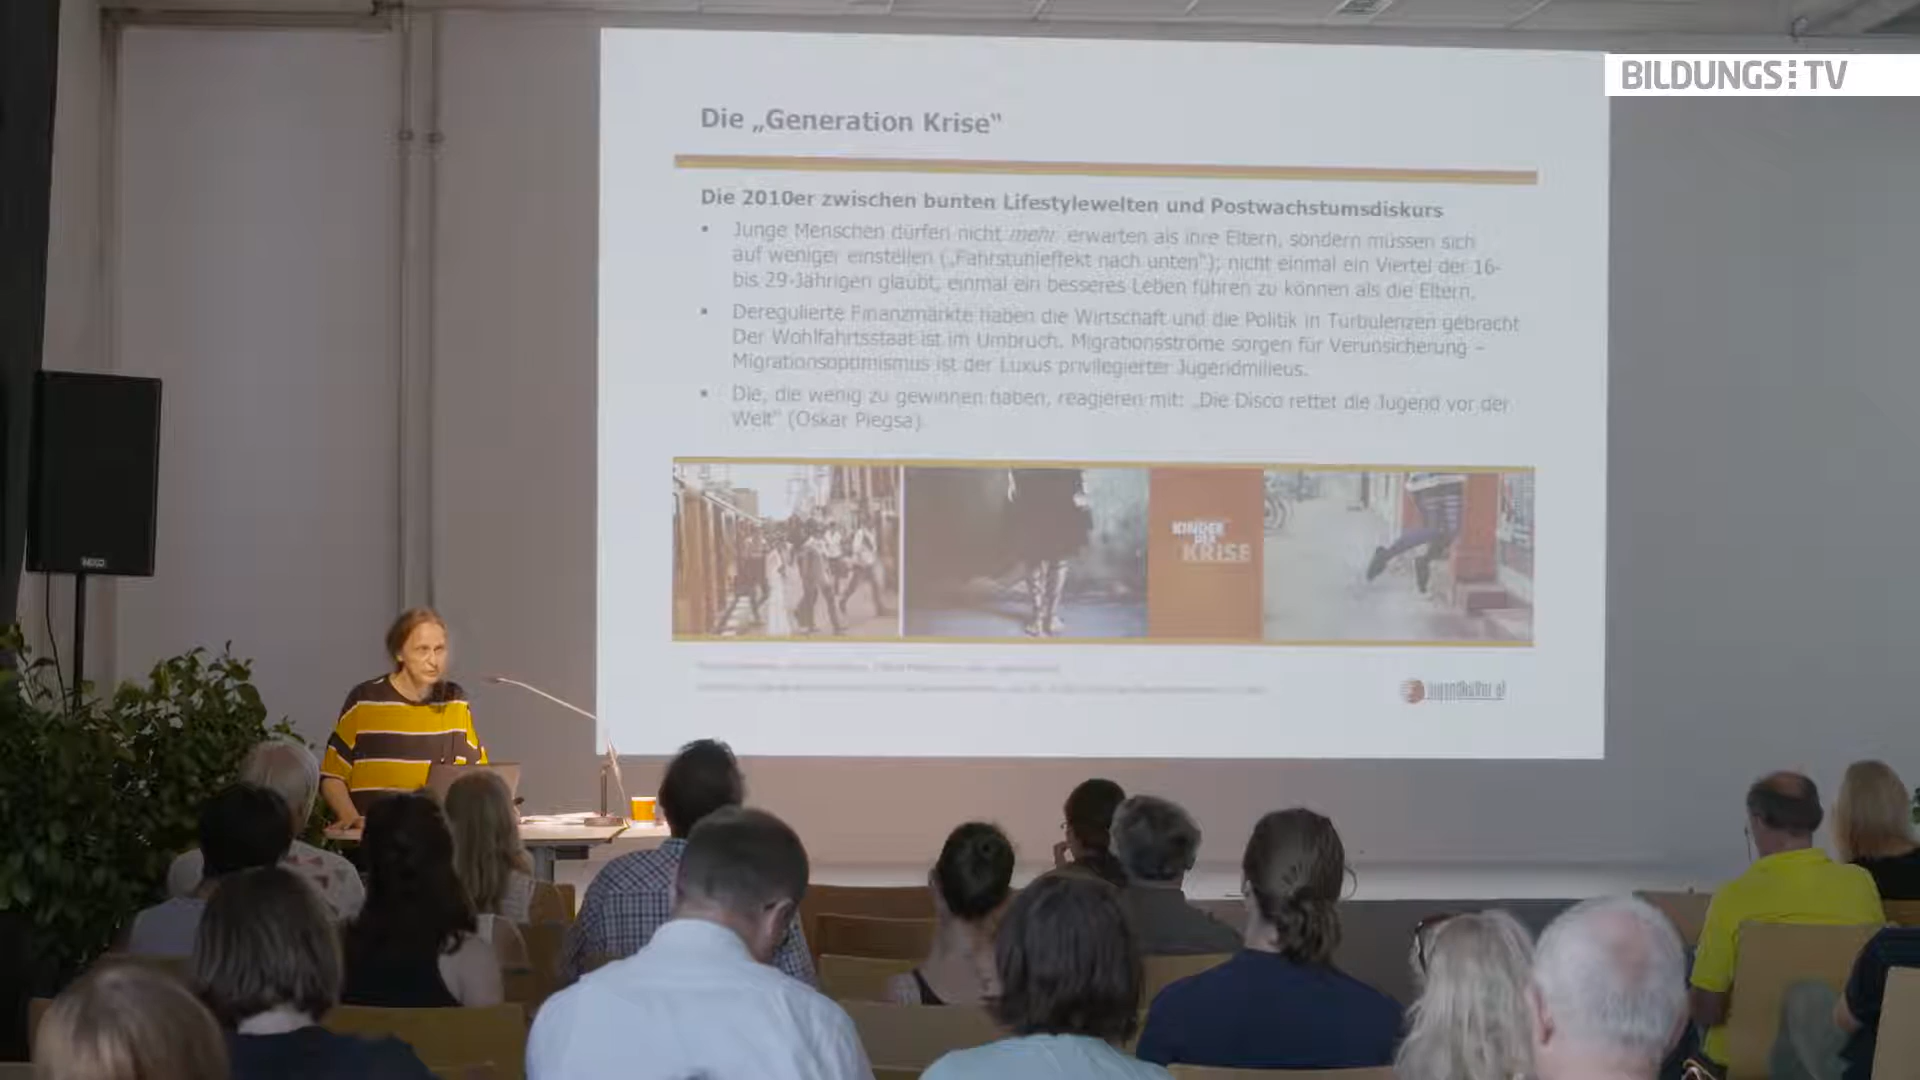 BILDUNGS:TV
Die „Generation Krise“
Die 2010er zwischen bunten Lifestylewelten und Postwachstumsdiskurs
▪ Junge Menschen dürfen nicht mehr erwarten als ihre Eltern, sondern müssen sich
auf weniger einstellen („Fahrstuhleffekt nach unten“); nicht einmal ein Viertel der 16-
bis 29-Jährigen glaubt, einmal ein besseres Leben führen zu können als die Eltern.
▪ Deregulierte Finanzmärkte haben die Wirtschaft und die Politik in Turbulenzen gebracht
Der Wohlfahrtsstaat ist im Umbruch. Migrationsströme sorgen für Verunsicherung –
Migrationsoptimismus ist der Luxus privilegierter Jugendmilieus.
▪ Die, die wenig zu gewinnen haben, reagieren mit: „Die Disco rettet die Jugend vor der
Welt“ (Oskar Piegsa)
KINDER
DER
KRISE
jugendkultur.at